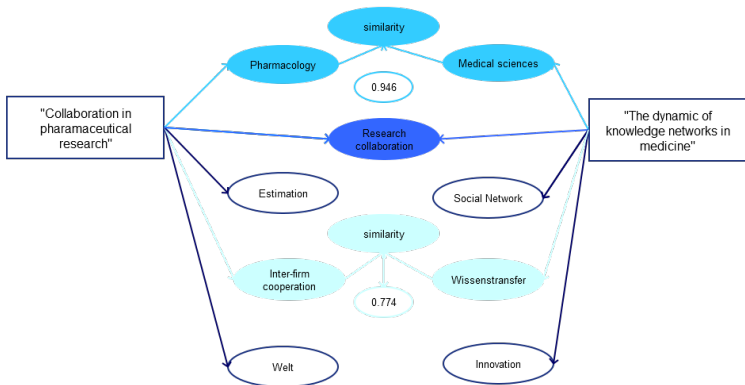 similarity
Pharmacology
Medical sciences
0.946
"Collaboration in
pharamaceutical
research"
Research
collaboration
"The dynamic of
knowledge networks in
medicine"
Estimation
Social Network
similarity
Inter-firm
cooperation
Wissenstransfer
0.774
Welt
Innovation